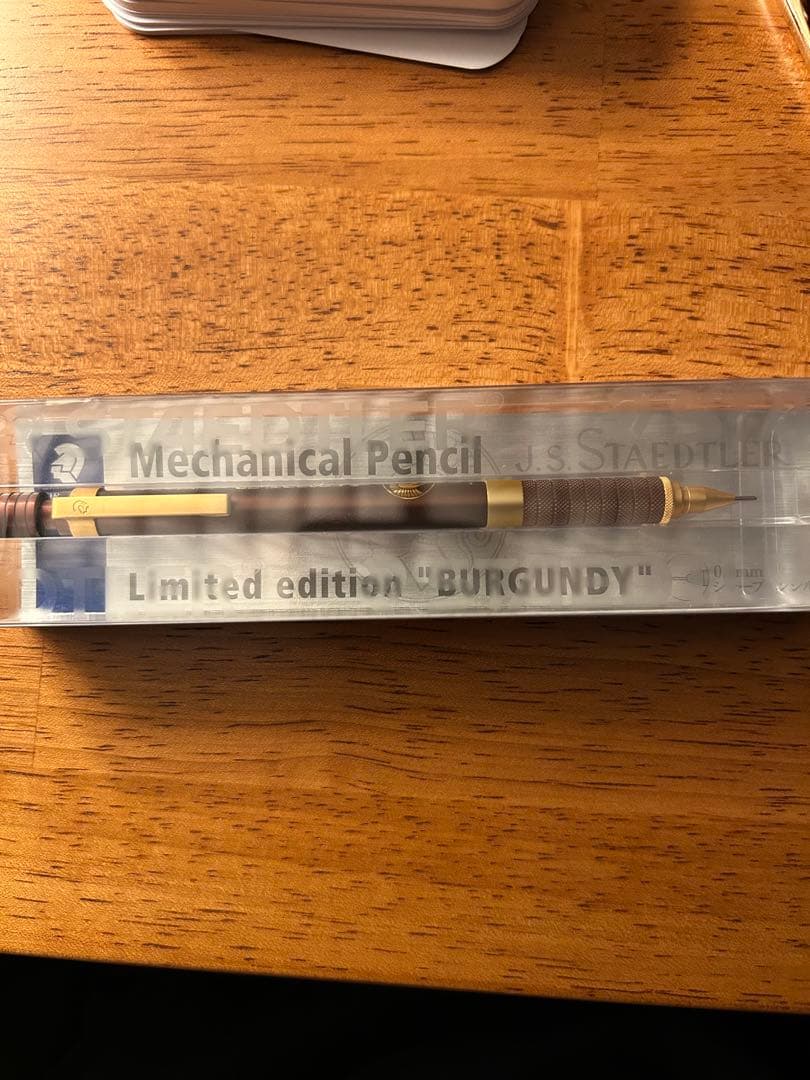 Mechanical Pencil
J.S. STAEDTLER
Limited edition "BURGUNDY"